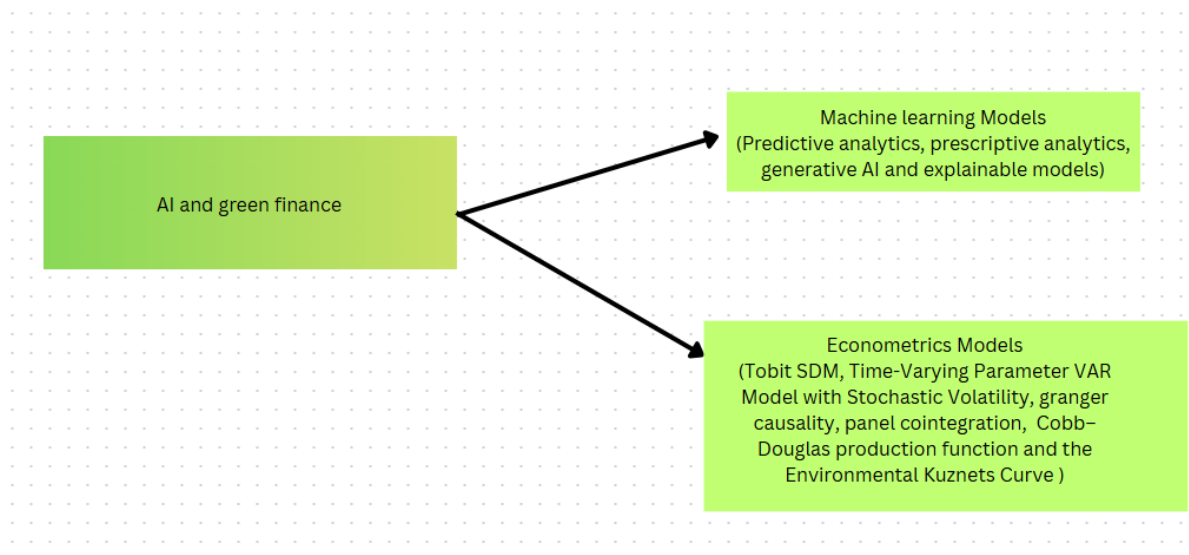 AI and green finance
Machine learning Models
(Predictive analytics, prescriptive analytics,
generative AI and explainable models)
Econometrics Models
(Tobit SDM, Time-Varying Parameter VAR
Model with Stochastic Volatility, granger
causality, panel cointegration, Cobb–
Douglas production function and the
Environmental Kuznets Curve )